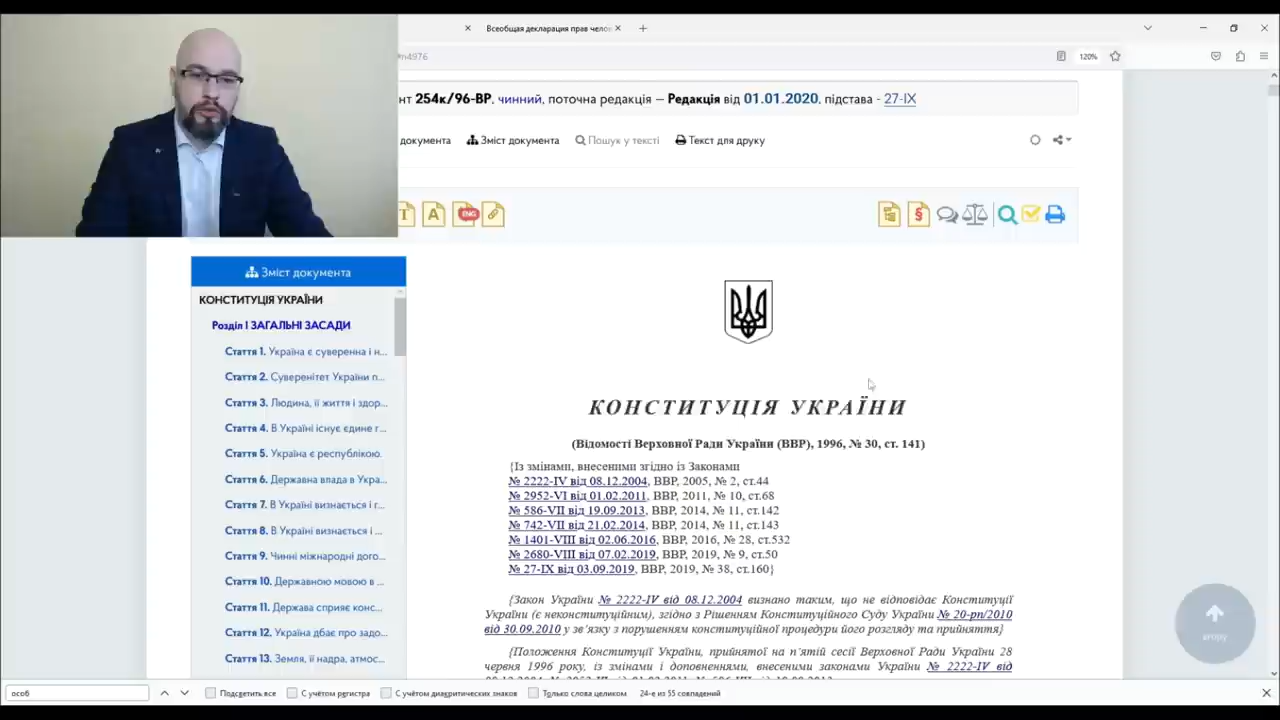 Всеобщая декларация прав чело
n4976
120%
нт 254к/96-ВР, чинний, поточна редакція — Редакція від 01.01.2020, підстава - 27-IX
документа
Зміст документа
Пошук у тексті
Текст для друку
T A ENG
§
Зміст документа
КОНСТИТУЦІЯ УКРАЇНИ
Розділ I ЗАГАЛЬНІ ЗАСАДИ
Стаття 1. Україна є суверенна і н...
Стаття 2. Суверенітет України п...
Стаття 3. Людина, її життя і здор...
Стаття 4. В Україні існує єдине г...
Стаття 5. Україна є республікою.
Стаття 6. Державна влада в Укра...
Стаття 7. В Україні визнається і г...
Стаття 8. В Україні визнається і ...
Стаття 9. Чинні міжнародні дого...
Стаття 10. Державною мовою в ...
Стаття 11. Держава сприяє конс...
Стаття 12. Україна дбає про задо...
Стаття 13. Земля, її надра, атмос...
КОНСТИТУЦІЯ УКРАЇНИ
(Відомості Верховної Ради України (ВВР), 1996, № 30, ст. 141)
{Із змінами, внесеними згідно із Законами
№ 2222-IV від 08.12.2004, ВВР, 2005, № 2, ст.44
№ 2952-VI від 01.02.2011, ВВР, 2011, № 10, ст.68
№ 586-VII від 19.09.2013, ВВР, 2014, № 11, ст.142
№ 742-VII від 21.02.2014, ВВР, 2014, № 11, ст.143
№ 1401-VIII від 02.06.2016, ВВР, 2016, № 28, ст.532
№ 2680-VIII від 07.02.2019, ВВР, 2019, № 9, ст.50
№ 27-IX від 03.09.2019, ВВР, 2019, № 38, ст.160}
{Закон України № 2222-IV від 08.12.2004 визнано таким, що не відповідає Конституції
України (є неконституційним), згідно з Рішенням Конституційного Суду України № 20-рп/2010
від 30.09.2010 у зв'язку з порушенням конституційної процедури його розгляду та прийняття}
{Положення Конституції України, прийнятої на п'ятій сесії Верховної Ради України 28
червня 1996 року, із змінами і доповненнями, внесеними законами України № 2222-IV від
вгору
особ
Подсветить все
С учётом регистра
С учётом диакритических знаков
Только слова целиком
24-е из 55 совпадений